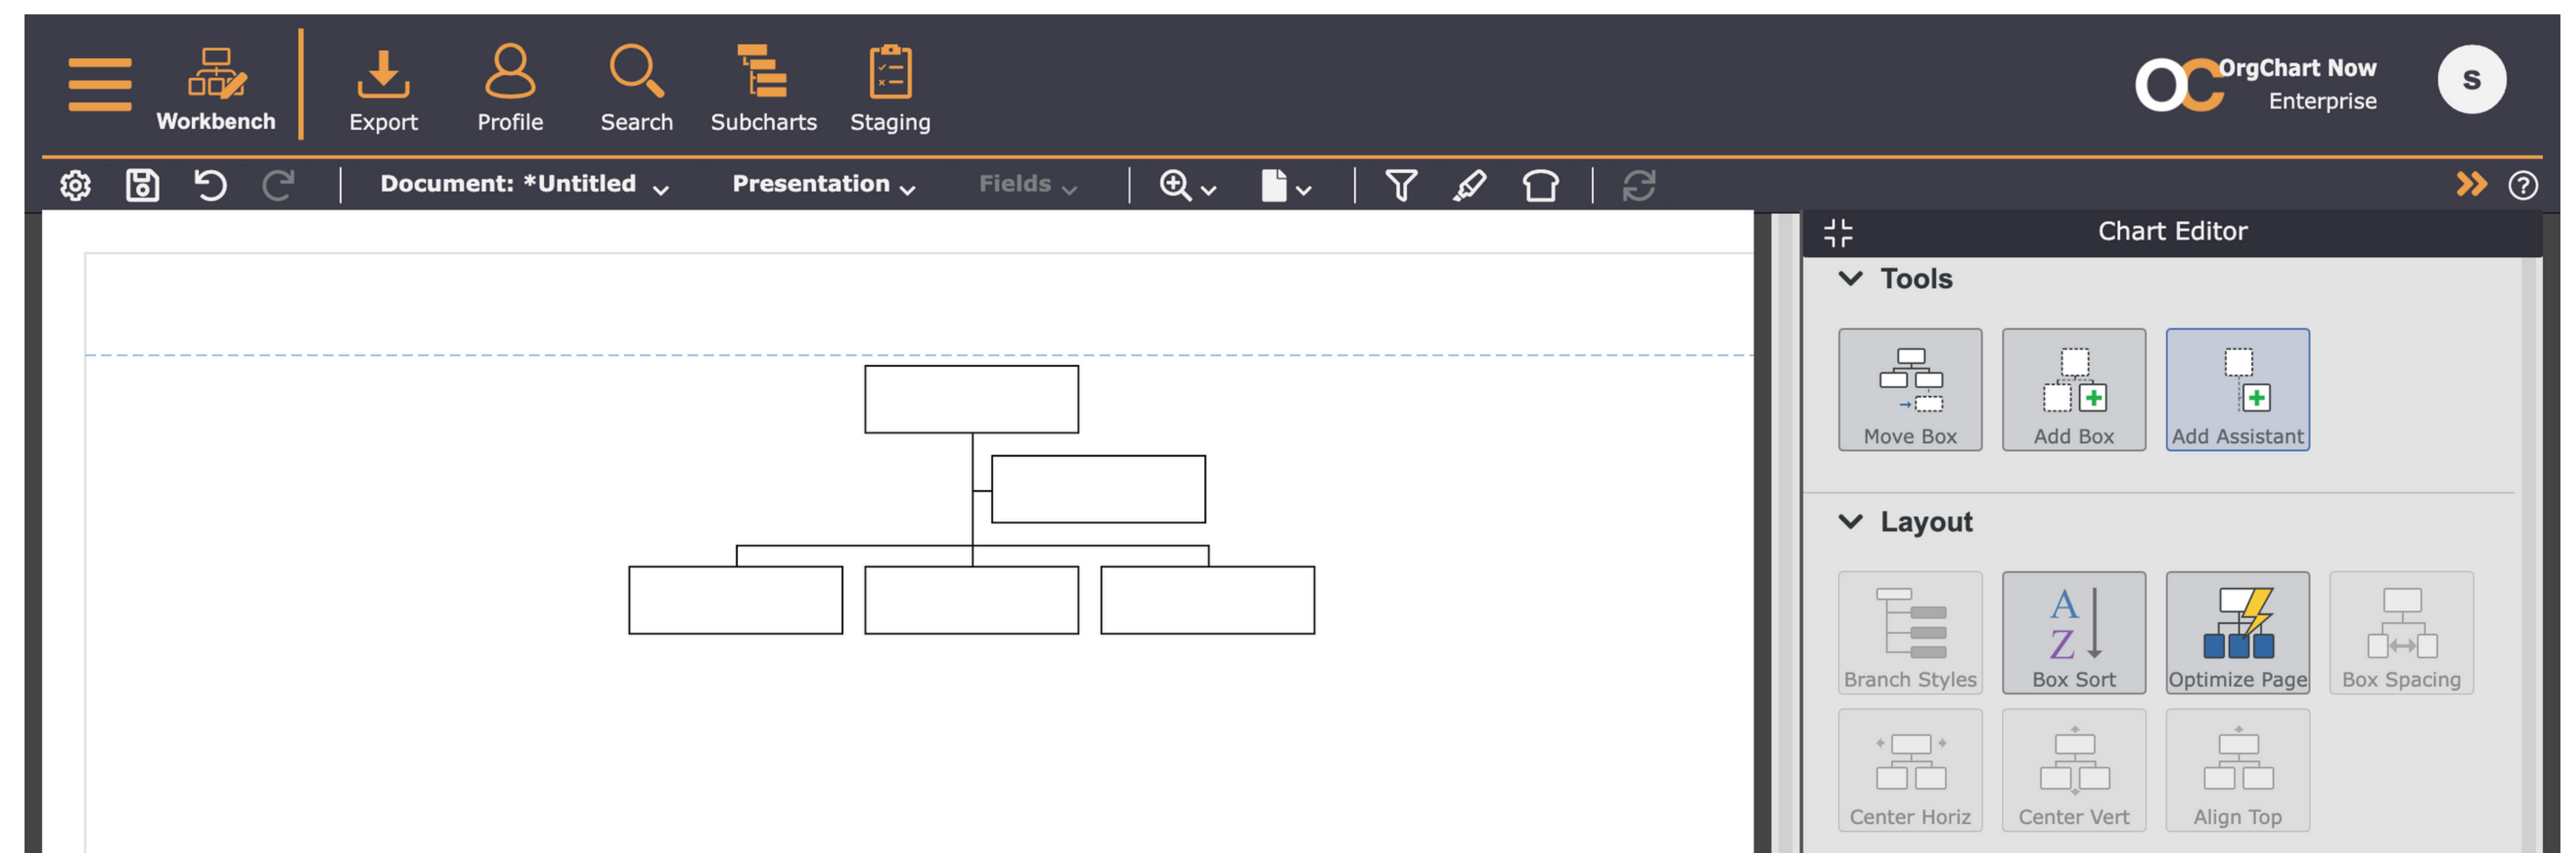 Workbench
Export
Profile
Search
Subcharts
Staging
OC
OrgChart Now
Enterprise
S
Document: *Untitled
Presentation
Fields
Chart Editor
Tools
Move Box
Add Box
Add Assistant
Layout
A
Z
Branch Styles
Box Sort
Optimize Page
Box Spacing
Center Horiz
Center Vert
Align Top